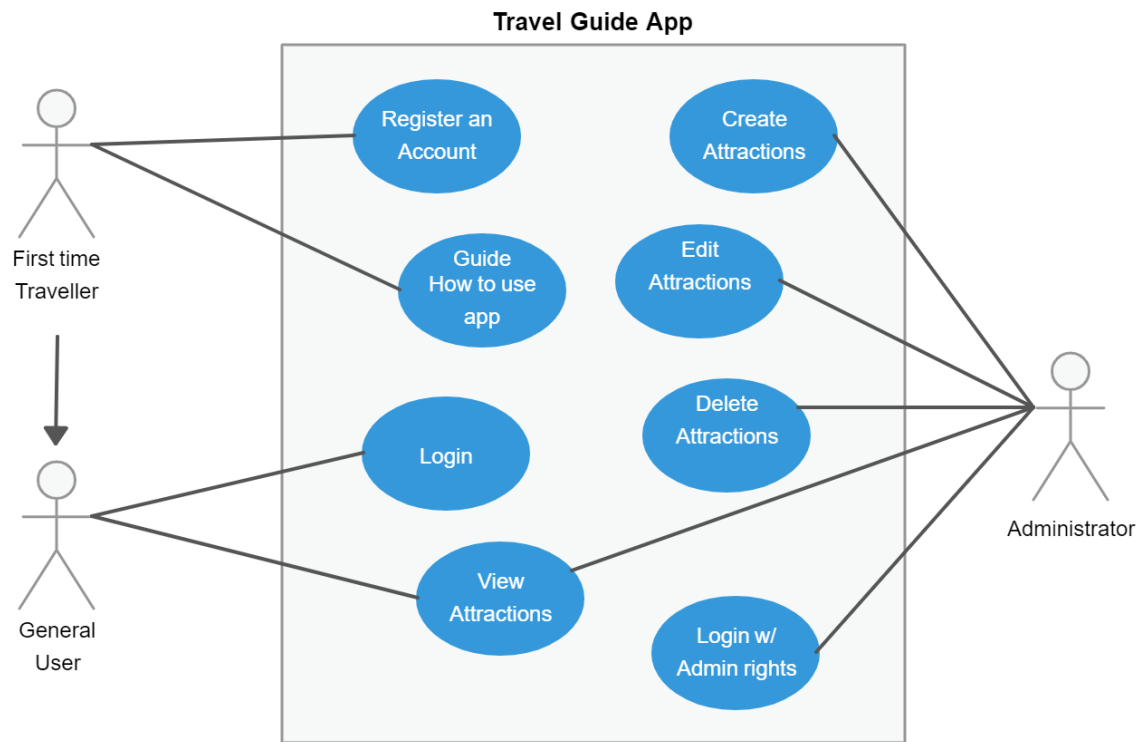 Travel Guide App
Register an
Account
Create
Attractions
First time
Traveller
Guide
How to use
app
Edit
Attractions
Delete
Attractions
Login
Administrator
View
Attractions
General
User
Login w/
Admin rights